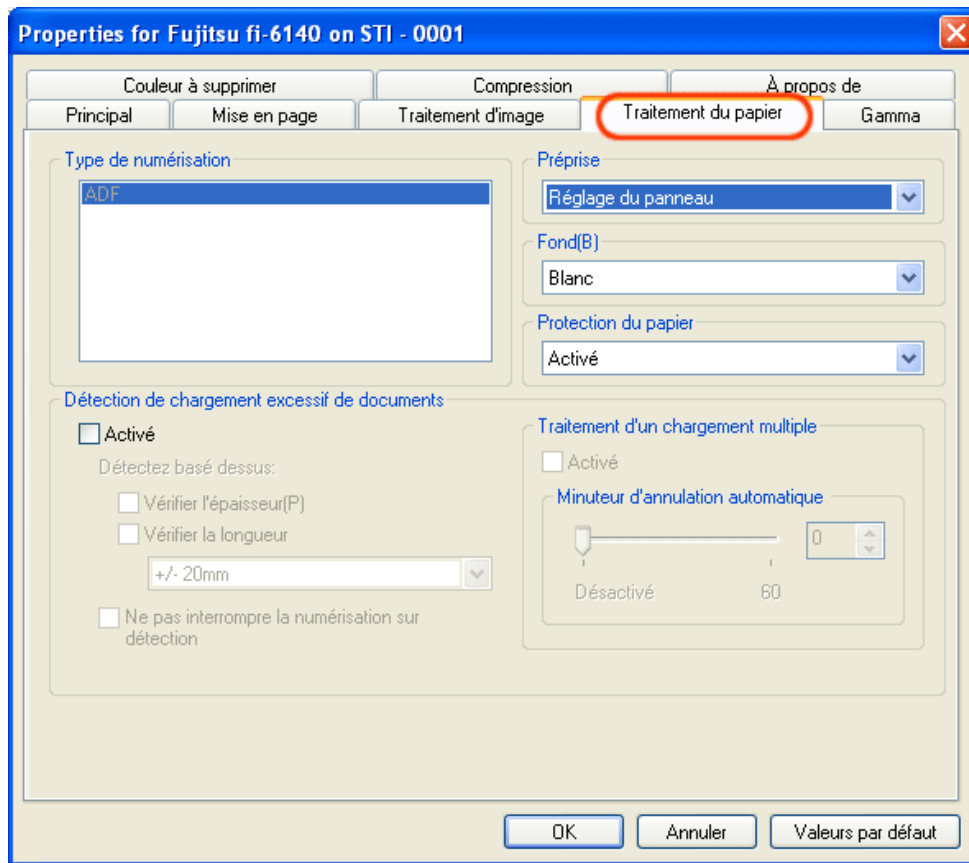 Properties for Fujitsu fi-6140 on STI - 0001
Couleur à supprimer
Compression
À propos de
Principal
Mise en page
Traitement d'image
Traitement du papier
Gamma
Type de numérisation
ADF
Préprise
Réglage du panneau
Fond(B)
Blanc
Protection du papier
Activé
Détection de chargement excessif de documents
Activé
Détectez basé dessus:
Vérifier l'épaisseur(P)
Vérifier la longueur
+/- 20mm
Ne pas interrompre la numérisation sur
détection
Traitement d'un chargement multiple
Activé
Minuteur d'annulation automatique
0
Désactivé
60
OK
Annuler
Valeurs par défaut